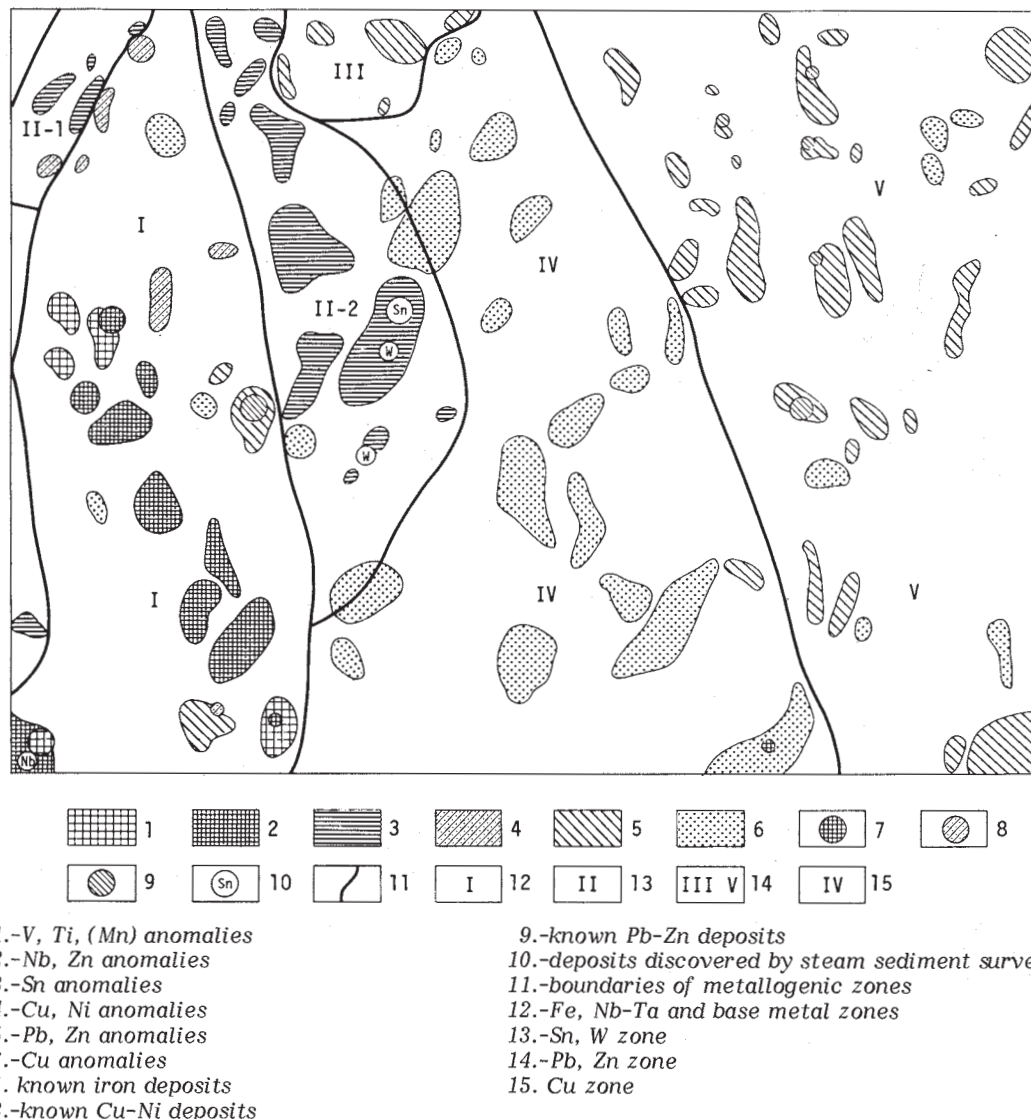 III
II-1
V
I
IV
II-2
Sn
W
W
I
IV
V
Nb
1 2 3 4 5 6 7 8
9 Sn 10 11 I 12 II 13 III V 14 IV 15
.-V, Ti, (Mn) anomalies
.-Nb, Zn anomalies
.-Sn anomalies
.-Cu, Ni anomalies
.-Pb, Zn anomalies
.-Cu anomalies
. known iron deposits
.-known Cu-Ni deposits
9.-known Pb-Zn deposits
10.-deposits discovered by steam sediment surve
11.-boundaries of metallogenic zones
12.-Fe, Nb-Ta and base metal zones
13.-Sn, W zone
14.-Pb, Zn zone
15. Cu zone